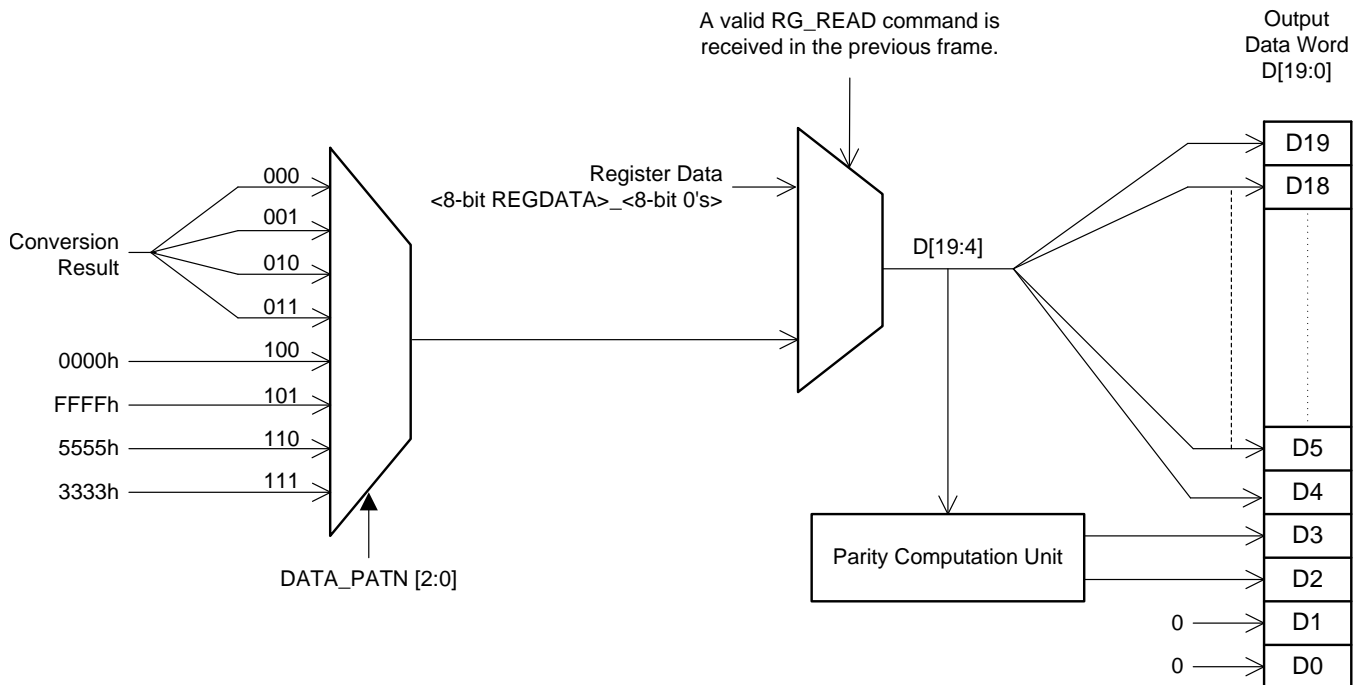 A valid RG_READ command is
received in the previous frame.
Output
Data Word
D[19:0]
Conversion
Result
000
001
010
011
0000h
100
FFFFh
101
5555h
110
3333h
111
DATA_PATN [2:0]
Register Data
<8-bit REGDATA>_<8-bit 0's>
D[19:4]
Parity Computation Unit
D19
D18
D5
D4
D3
D2
0
D1
0
D0